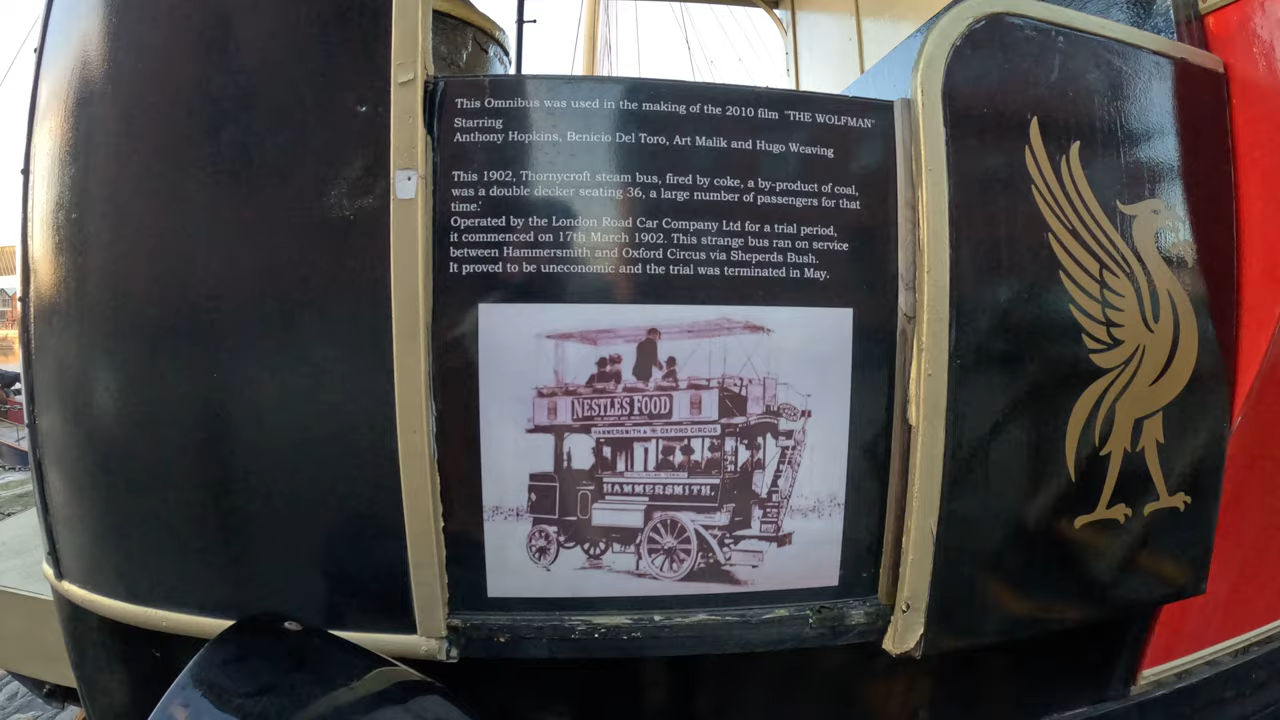 This Omnibus was used in the making of the 2010 film "THE WOLFMAN"
Starring
Anthony Hopkins, Benicio Del Toro, Art Malik and Hugo Weaving
This 1902, Thornycroft steam bus, fired by coke, a by-product of coal,
was a double decker seating 36, a large number of passengers for that
time.'
Operated by the London Road Car Company Ltd for a trial period,
it commenced on 17th March 1902. This strange bus ran on service
between Hammersmith and Oxford Circus via Sheperds Bush.
It proved to be uneconomic and the trial was terminated in May.
NESTLE'S FOOD
HAMMERSMITH & OXFORD CIRCUS
HAMMERSMITH.